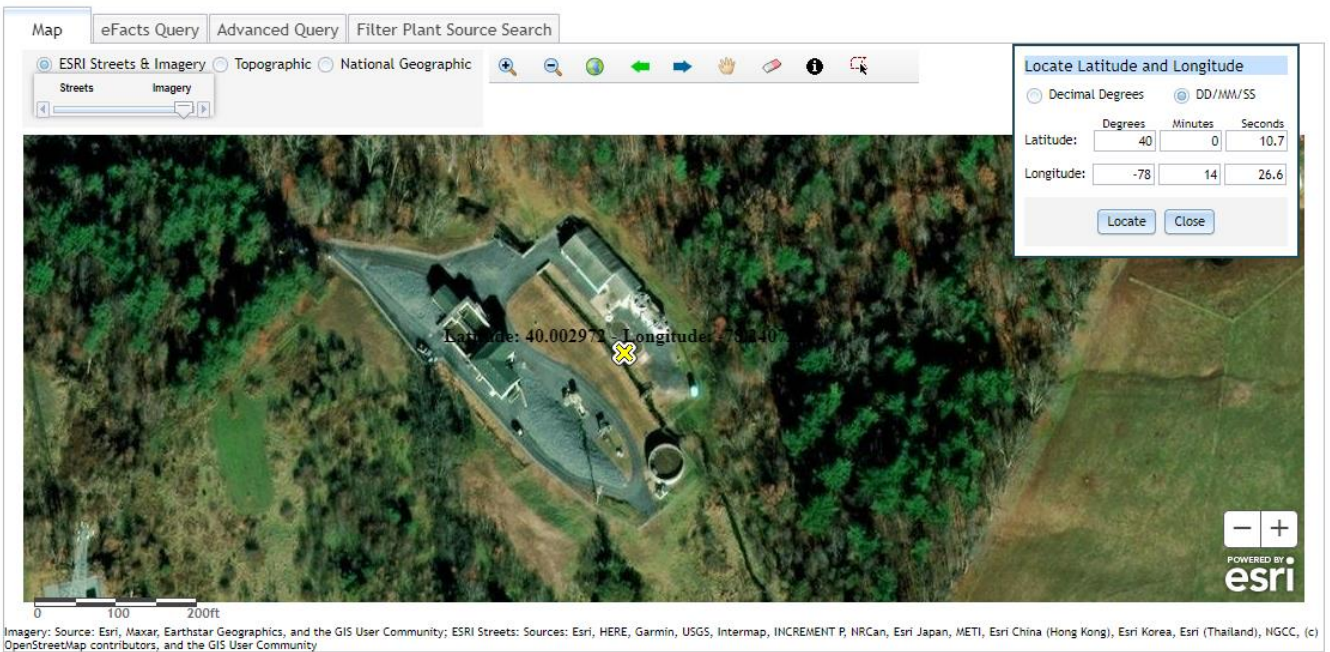 Map eFacts Query Advanced Query Filter Plant Source Search
ESRI Streets & Imagery Topographic National Geographic
Streets Imagery
Locate Latitude and Longitude
Decimal Degrees DD/MM/SS
Degrees Minutes Seconds
Latitude: 40 0 10.7
Longitude: -78 14 26.6
Locate Close
Latitude: 40.002972 - Longitude:
POWERED BY
esri
0 100 200ft
Imagery: Source: Esri, Maxar, Earthstar Geographics, and the GIS User Community; ESRI Streets: Sources: Esri, HERE, Garmin, USGS, Intermap, INCREMENT P, NRCan, Esri Japan, METI, Esri China (Hong Kong), Esri Korea, Esri (Thailand), NGCC, (c)
OpenStreetMap contributors, and the GIS User Community